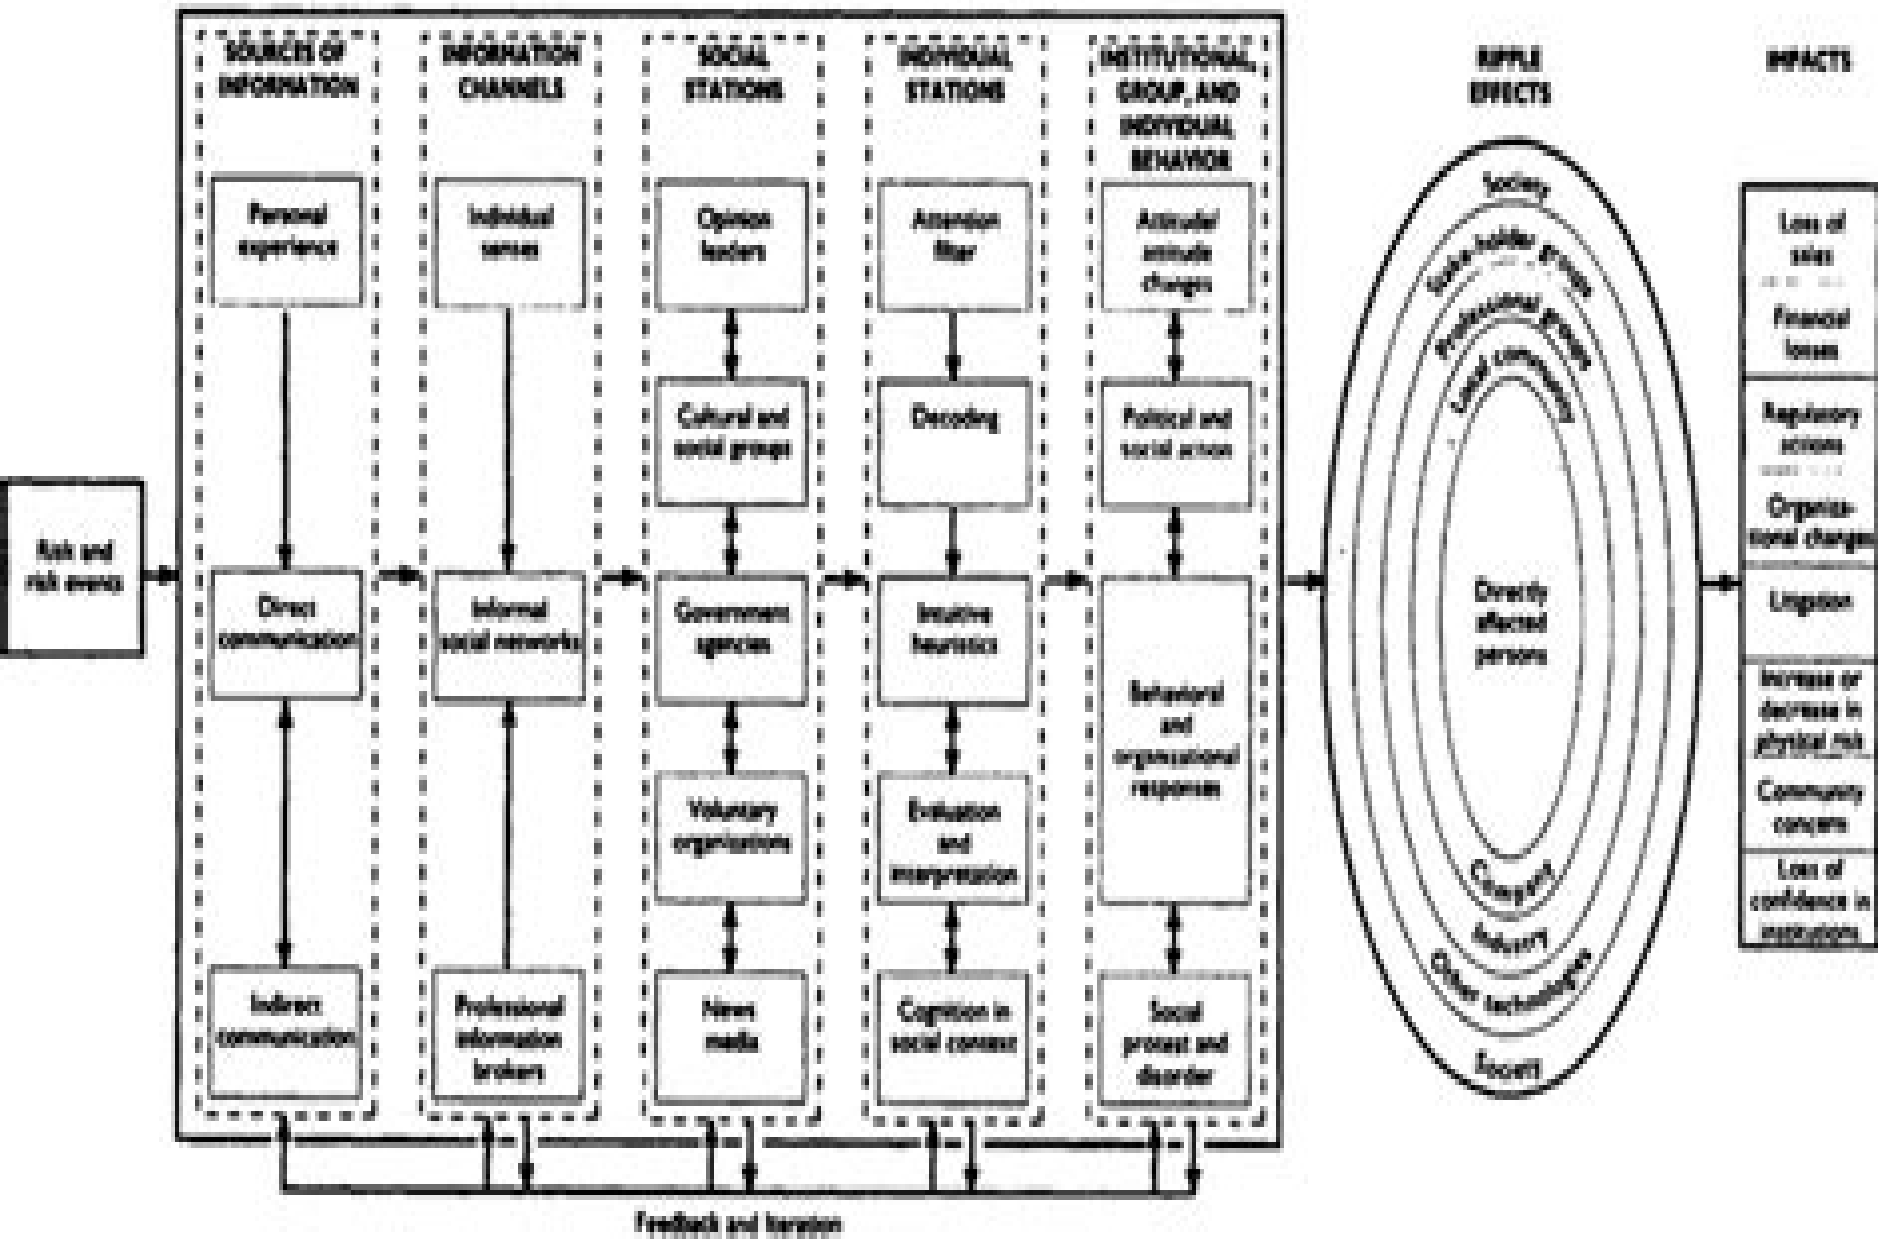 SOURCES OF
INFORMATION
INFORMATION
CHANNELS
SOCIAL
STATIONS
INDIVIDUAL
STATIONS
INSTITUTIONAL,
GROUP, AND
INDIVIDUAL
BEHAVIOR
RIPPLE
EFFECTS
IMPACTS
Risk and
risk events
Personal
experience
Direct
communication
Indirect
communication
Individual
senses
Informal
social networks
Professional
information
brokers
Opinion
leaders
Cultural and
social groups
Government
agencies
Voluntary
organizations
News
media
Attention
filter
Decoding
Intuitive
heuristics
Evaluation
and
interpretation
Cognition in
social context
Attitude/
attitude
changes
Political and
social action
Behavioral
and
organizational
responses
Social
protest and
disorder
Society
Stake-holder groups
Professional groups
Local community
Directly
affected
persons
Company
Industry
Other technologies
Loss of
sales
Financial
losses
Regulatory
actions
Organiza-
tional changes
Litigation
Increase or
decrease in
physical risk
Community
concern
Loss of
confidence in
institutions
Feedback and Iteration